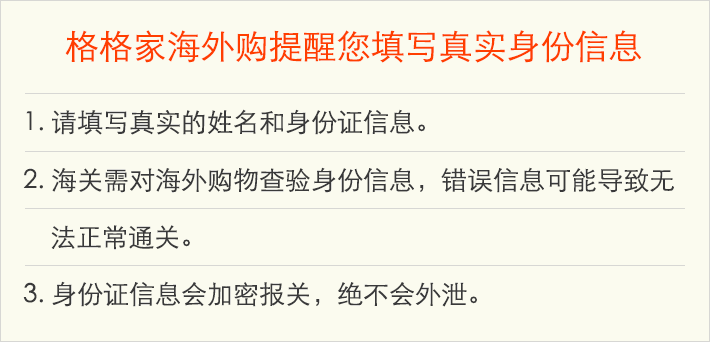 格格家海外购提醒您填写真实身份信息
1. 请填写真实的姓名和身份证信息。
2. 海关需对海外购物查验身份信息，错误信息可能导致无
法正常通关。
3. 身份证信息会加密报关，绝不会外泄。